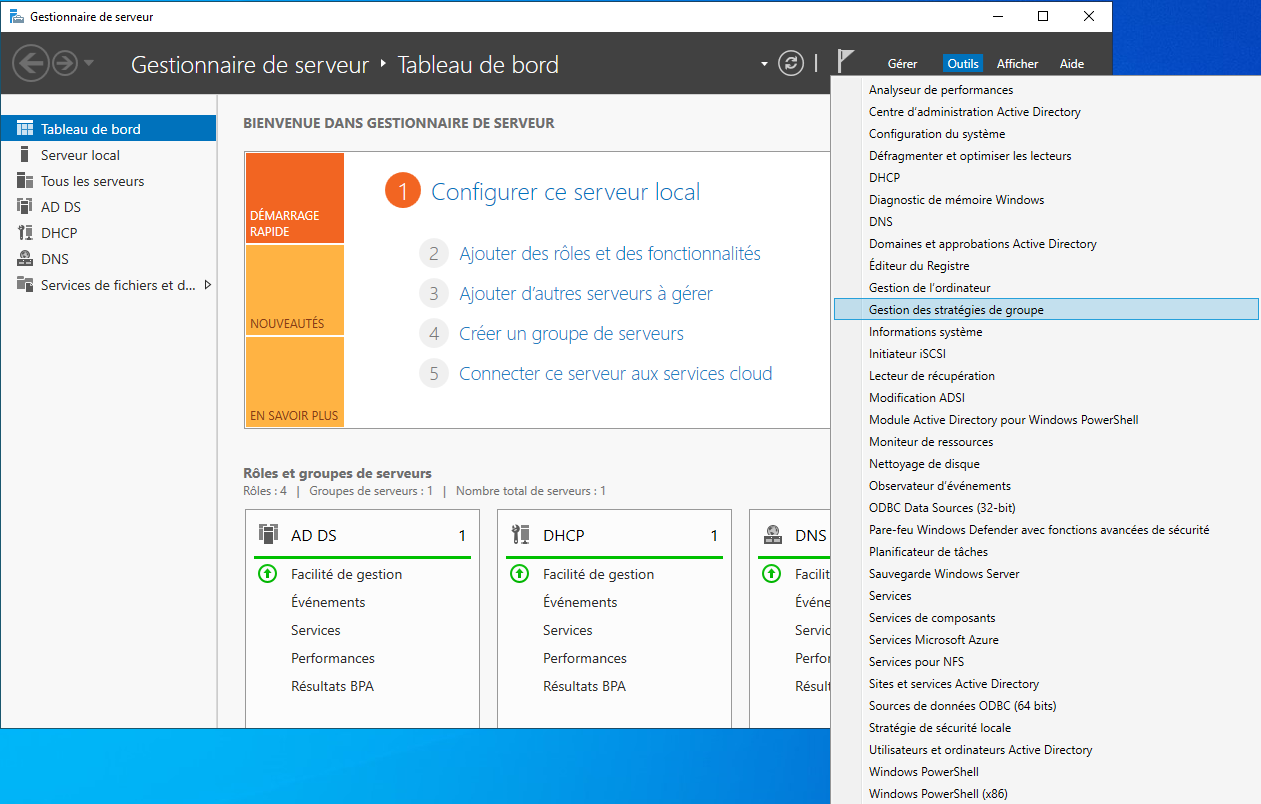 Gestionnaire de serveur
Gestionnaire de serveur ‣ Tableau de bord
Gérer Outils Afficher Aide
Tableau de bord
Serveur local
Tous les serveurs
AD DS
DHCP
DNS
Services de fichiers et d...
BIENVENUE DANS GESTIONNAIRE DE SERVEUR
DÉMARRAGE
RAPIDE
NOUVEAUTÉS
EN SAVOIR PLUS
1 Configurer ce serveur local
2 Ajouter des rôles et des fonctionnalités
3 Ajouter d’autres serveurs à gérer
4 Créer un groupe de serveurs
5 Connecter ce serveur aux services cloud
Rôles et groupes de serveurs
Rôles : 4 | Groupes de serveurs : 1 | Nombre total de serveurs : 1
AD DS 1
Facilité de gestion
Événements
Services
Performances
Résultats BPA
DHCP 1
Facilité de gestion
Événements
Services
Performances
Résultats BPA
DNS
Facilit
Événe
Servic
Perfor
Résult
Analyseur de performances
Centre d’administration Active Directory
Configuration du système
Défragmenter et optimiser les lecteurs
DHCP
Diagnostic de mémoire Windows
DNS
Domaines et approbations Active Directory
Éditeur du Registre
Gestion de l’ordinateur
Gestion des stratégies de groupe
Informations système
Initiateur iSCSI
Lecteur de récupération
Modification ADSI
Module Active Directory pour Windows PowerShell
Moniteur de ressources
Nettoyage de disque
Observateur d’événements
ODBC Data Sources (32-bit)
Pare-feu Windows Defender avec fonctions avancées de sécurité
Planificateur de tâches
Sauvegarde Windows Server
Services
Services de composants
Services Microsoft Azure
Services pour NFS
Sites et services Active Directory
Sources de données ODBC (64 bits)
Stratégie de sécurité locale
Utilisateurs et ordinateurs Active Directory
Windows PowerShell
Windows PowerShell (x86)